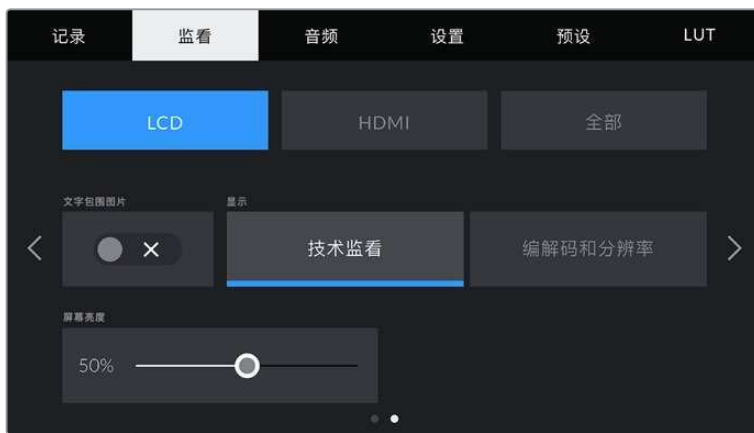 记录 监看 音频 设置 预设 LUT
LCD HDMI 全部
文字包围图片 显示
技术监看 编解码和分辨率
屏幕亮度
50%